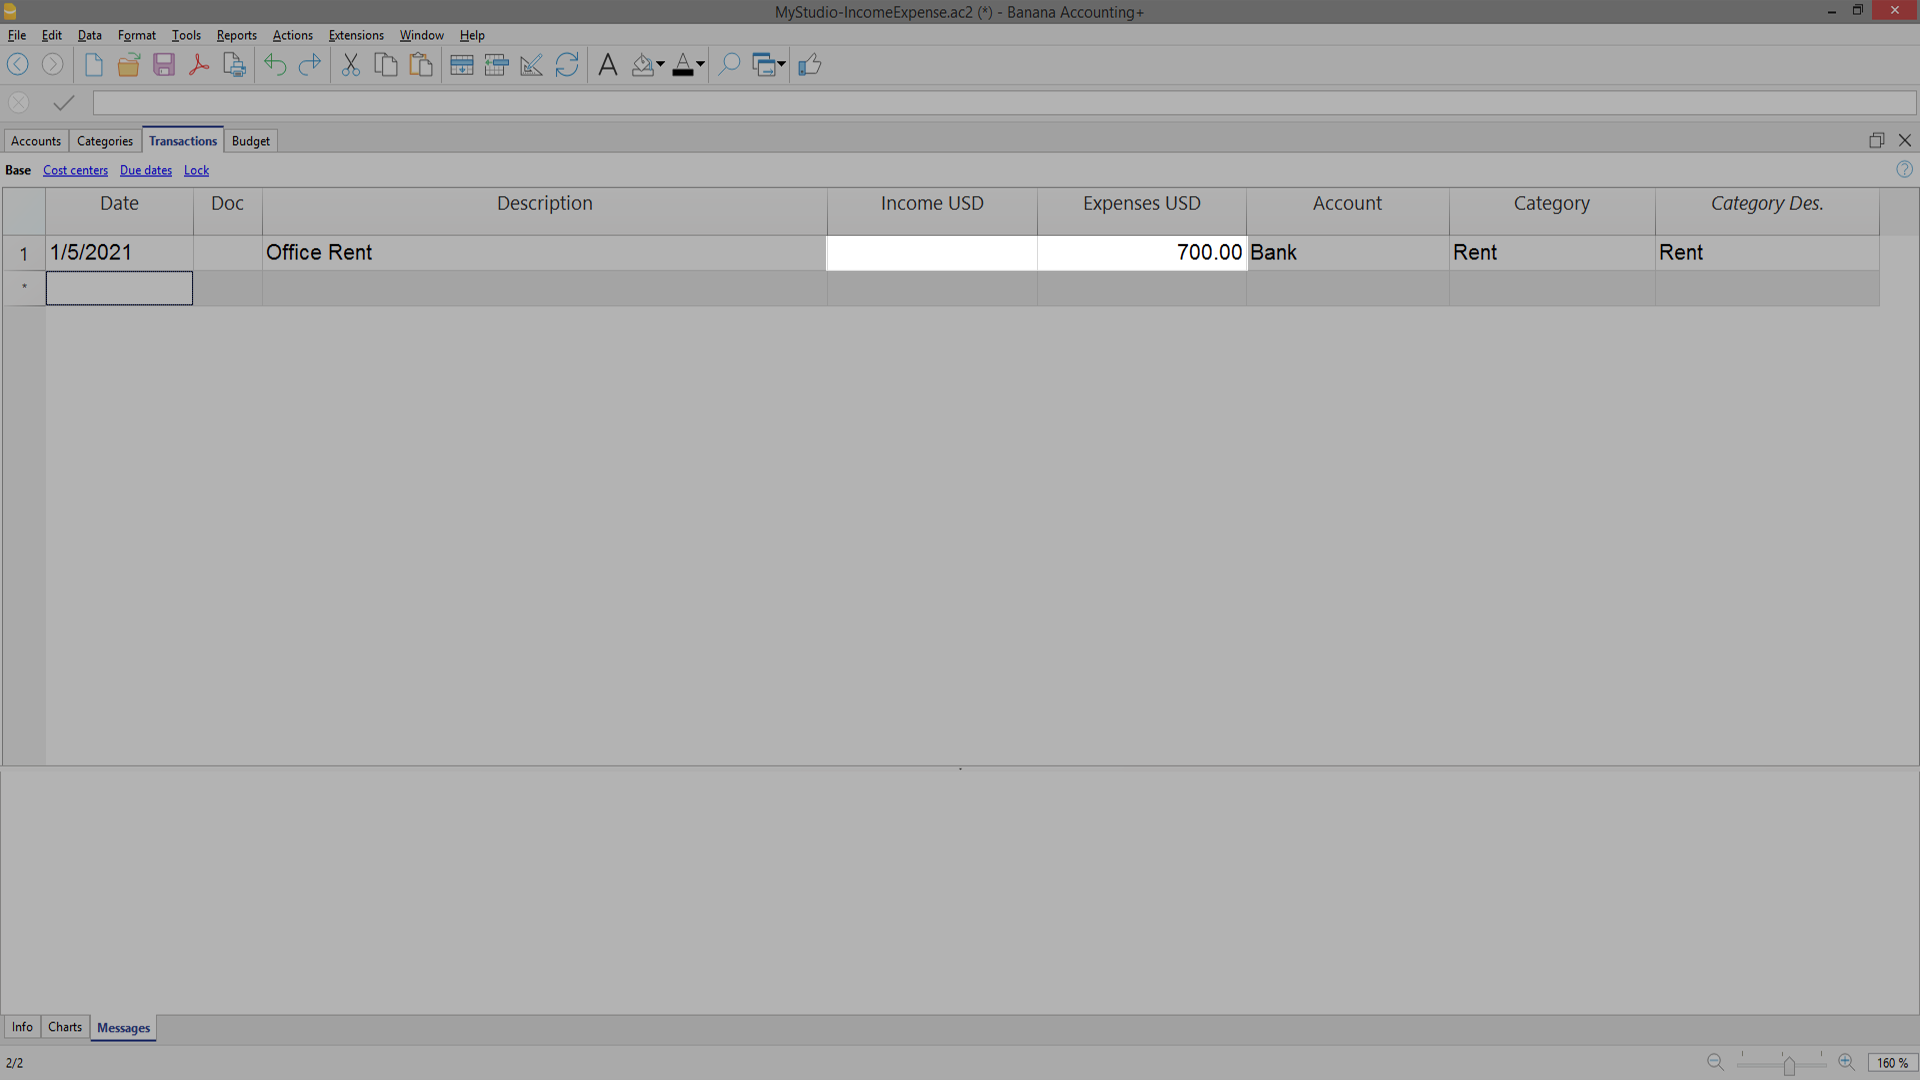 MyStudio-IncomeExpense.ac2 (*) - Banana Accounting+
File Edit Data Format Tools Reports Actions Extensions Window Help
Accounts Categories Transactions Budget
Base Cost centers Due dates Lock
Date Doc Description Income USD Expenses USD Account Category Category Des.
1 1/5/2021 Office Rent 700.00 Bank Rent Rent
*
Info Charts Messages
2/2 160 %